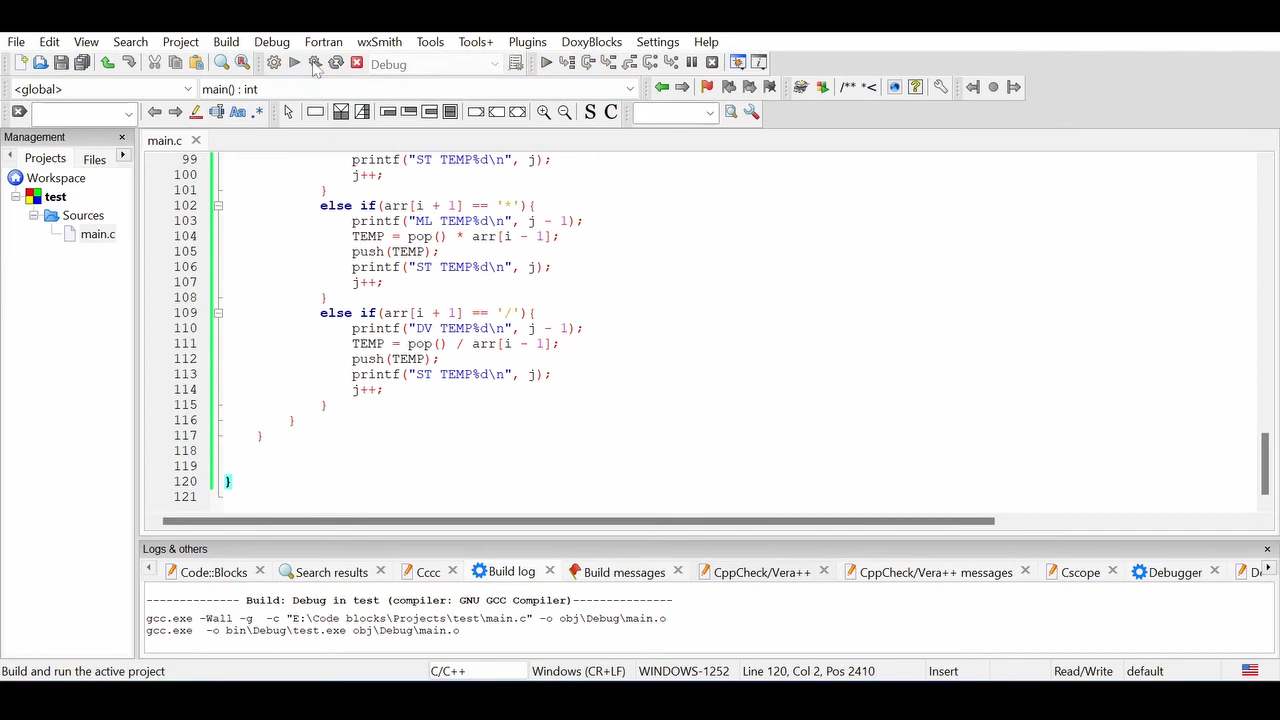 File Edit View Search Project Build Debug Fortran wxSmith Tools Tools+ Plugins DoxyBlocks Settings Help
Debug
<global> main() : int /** *<
Aa .* S C
Management
main.c
Projects Files
Workspace
test
Sources
main.c
99 printf("ST TEMP%d\n", j);
100 j++;
101 }
102 else if(arr[i + 1] == '*'){
103 printf("ML TEMP%d\n", j - 1);
104 TEMP = pop() * arr[i - 1];
105 push(TEMP);
106 printf("ST TEMP%d\n", j);
107 j++;
108 }
109 else if(arr[i + 1] == '/'){
110 printf("DV TEMP%d\n", j - 1);
111 TEMP = pop() / arr[i - 1];
112 push(TEMP);
113 printf("ST TEMP%d\n", j);
114 j++;
115 }
116 }
117 }
118
119
120 }
121
Logs & others
Code::Blocks Search results Cccc Build log Build messages CppCheck/Vera++ CppCheck/Vera++ messages Cscope Debugger
-------------- Build: Debug in test (compiler: GNU GCC Compiler)---------------
gcc.exe -Wall -g -c "E:\Code blocks\Projects\test\main.c" -o obj\Debug\main.o
gcc.exe -o bin\Debug\test.exe obj\Debug\main.o
Build and run the active project C/C++ Windows (CR+LF) WINDOWS-1252 Line 120, Col 2, Pos 2410 Insert Read/Write default